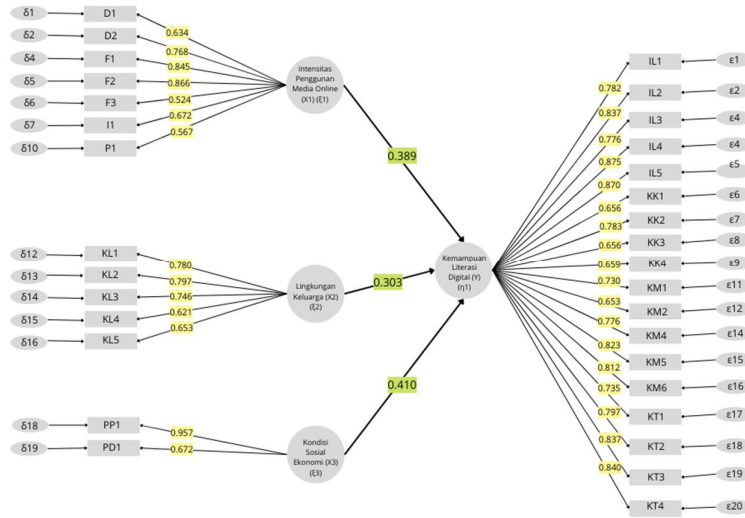 δ1
D1
δ2
D2
δ4
F1
δ5
F2
δ6
F3
δ7
I1
δ10
P1
0.634
0.768
0.845
0.866
0.524
0.672
0.567
Intensitas
Penggunan
Media Online
(X1) (ξ1)
0.389
δ12
KL1
δ13
KL2
δ14
KL3
δ15
KL4
δ16
KL5
0.780
0.797
0.746
0.621
0.653
Lingkungan
Keluarga (X2)
(ξ2)
0.303
δ18
PP1
δ19
PD1
0.957
0.672
Kondisi
Sosial
Ekonomi (X3)
(ξ3)
0.410
Kemampuan
Literasi
Digital (Y)
(η1)
0.782
0.837
0.776
0.875
0.870
0.656
0.783
0.656
0.659
0.730
0.653
0.776
0.823
0.812
0.735
0.797
0.837
0.840
IL1
ε1
IL2
ε2
IL3
ε4
IL4
ε4
IL5
ε5
KK1
ε6
KK2
ε7
KK3
ε8
KK4
ε9
KM1
ε11
KM2
ε12
KM4
ε14
KM5
ε15
KM6
ε16
KT1
ε17
KT2
ε18
KT3
ε19
KT4
ε20